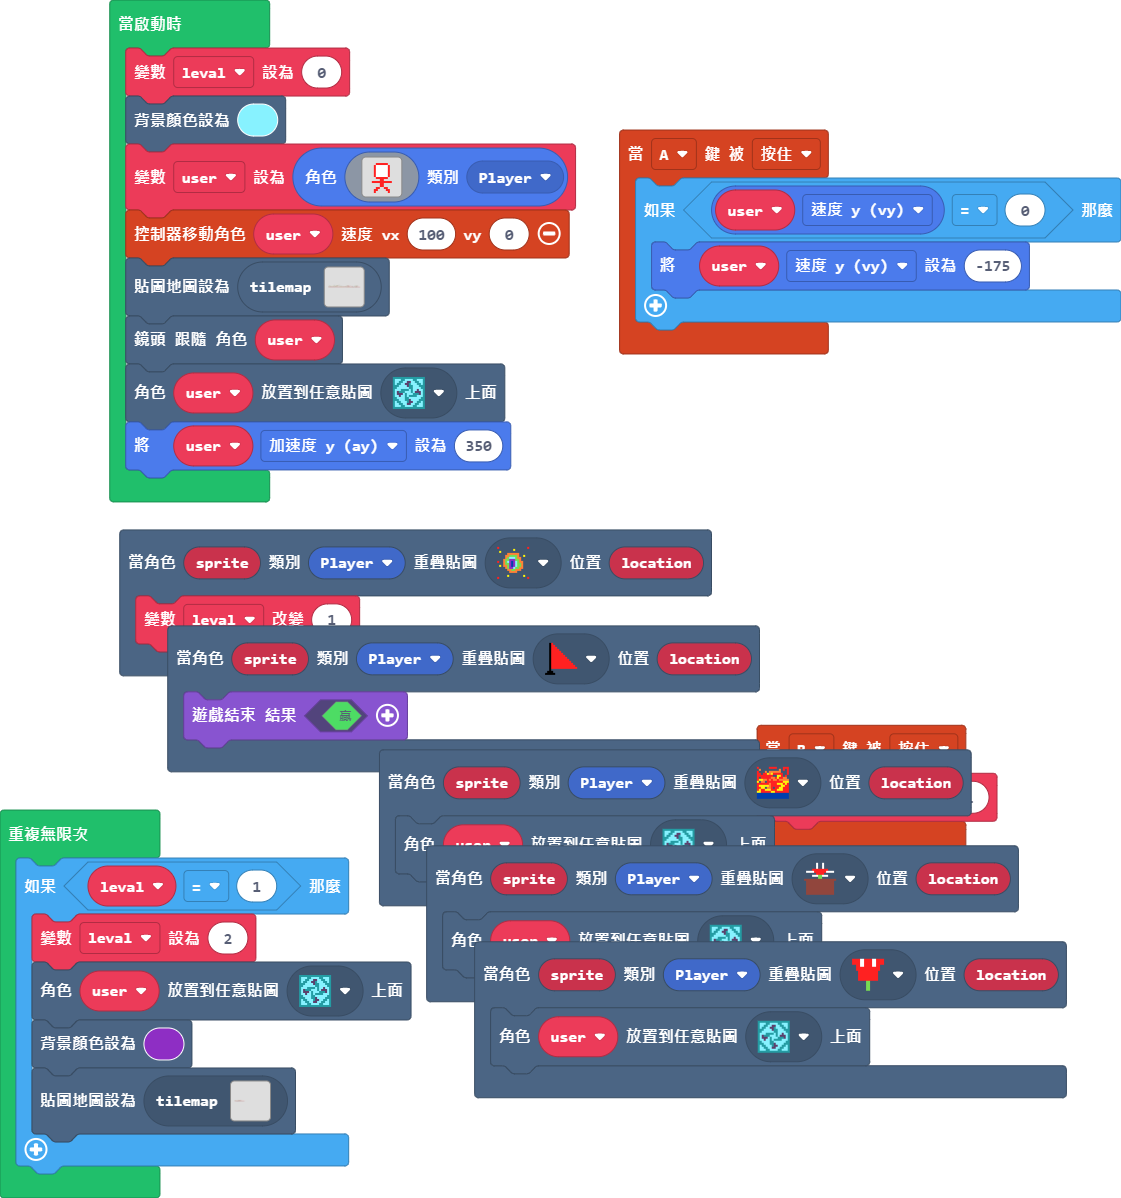 當啟動時
變數 leval 設為 0
背景顏色設為
變數 user 設為 角色 類別 Player
控制器移動角色 user 速度 vx 100 vy 0
貼圖地圖設為 tilemap
鏡頭 跟隨 角色 user
角色 user 放置到任意貼圖 上面
將 user 加速度 y (ay) 設為 350
當 A 鍵 被 按住
如果 user 速度 y (vy) = 0 那麼
將 user 速度 y (vy) 設為 -175
當角色 sprite 類別 Player 重疊貼圖 位置 location
變數 leval 改變 1
當角色 sprite 類別 Player 重疊貼圖 位置 location
遊戲結束 結果 贏
當 B 鍵 被 按住
當角色 sprite 類別 Player 重疊貼圖 位置 location
角色 user 放置到任意貼圖 上面
當角色 sprite 類別 Player 重疊貼圖 位置 location
角色 user 放置到任意貼圖 上面
當角色 sprite 類別 Player 重疊貼圖 位置 location
角色 user 放置到任意貼圖 上面
重複無限次
如果 leval = 1 那麼
變數 leval 設為 2
角色 user 放置到任意貼圖 上面
背景顏色設為
貼圖地圖設為 tilemap